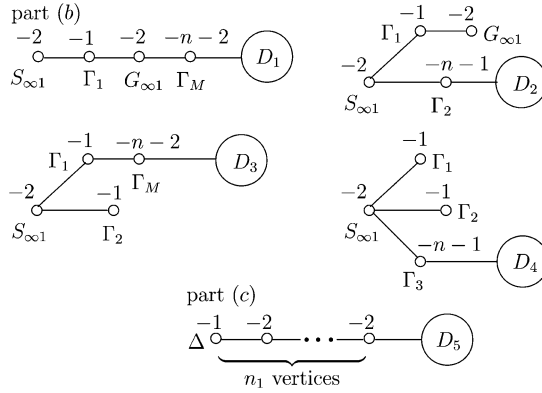 part (b)
−2 −1 −2 −n − 2
S∞1 Γ1 G∞1 ΓM D1
−1 −2
Γ1 G∞1
−2 −n − 1
S∞1 Γ2 D2
−1 −n − 2
Γ1 ΓM D3
−2 −1
S∞1 Γ2
−1
Γ1
−2 −1
S∞1 Γ2
−n − 1
Γ3 D4
part (c)
−1 −2 −2
Δ ··· D5
n1 vertices